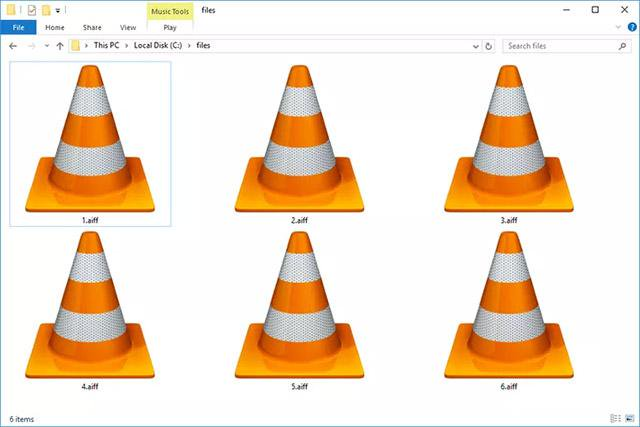 Music Tools files
File Home Share View Play
This PC Local Disk (C:) files Search files
1.aiff 2.aiff 3.aiff
4.aiff 5.aiff 6.aiff
6 items